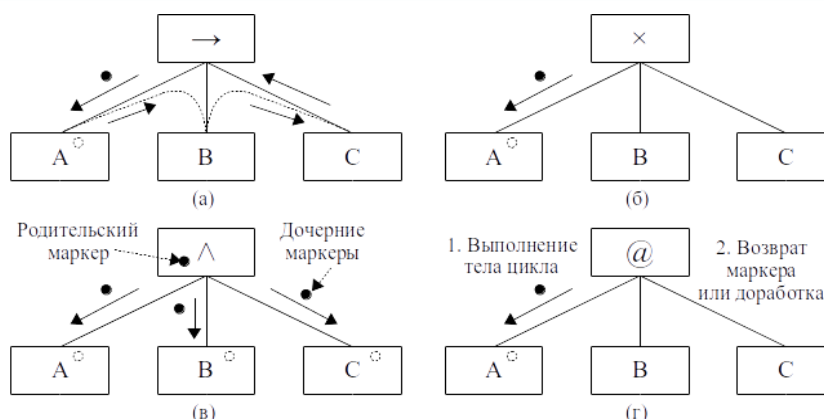 →
A
B
C
(а)
×
A
B
C
(б)
Родительский
маркер
Дочерние
маркеры
∧
A
B
C
(в)
1. Выполнение
тела цикла
@
2. Возврат
маркера
или доработка
A
B
C
(г)